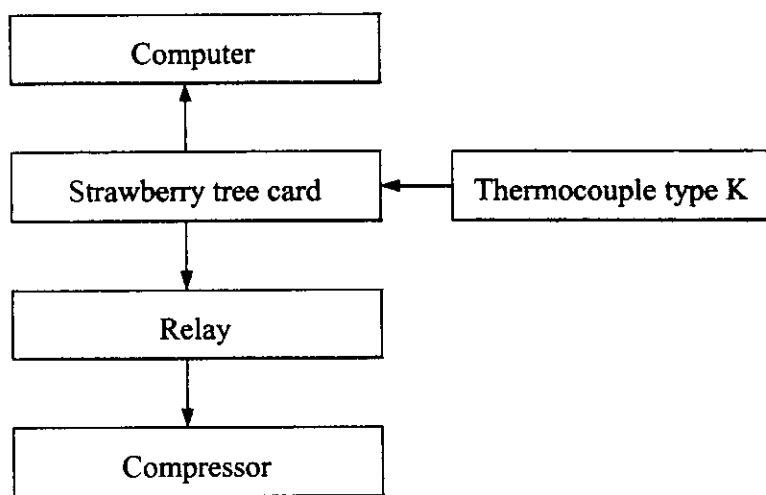 Computer
Strawberry tree card
Thermocouple type K
Relay
Compressor